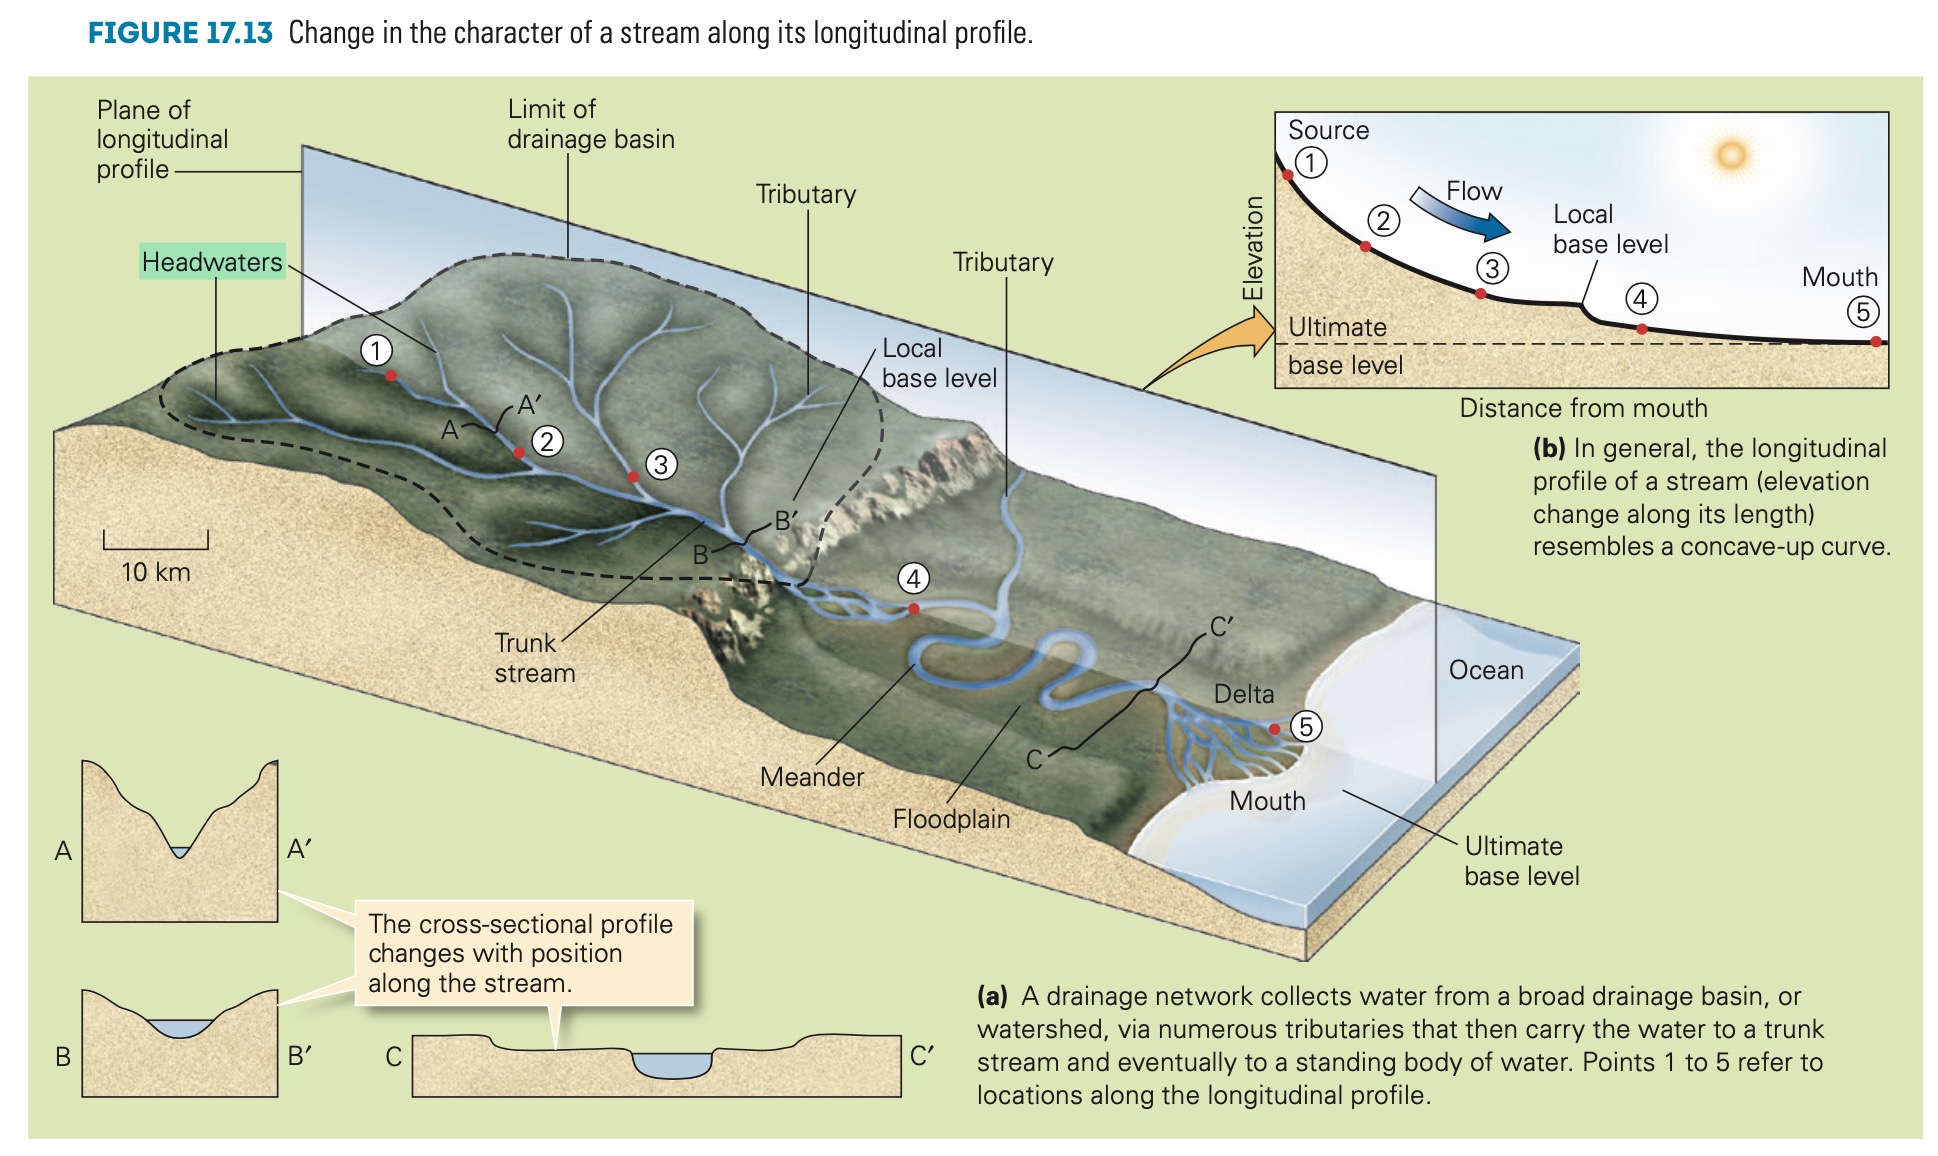 FIGURE 17.13 Change in the character of a stream along its longitudinal profile.
Plane of
longitudinal
profile
Limit of
drainage basin
Tributary
Headwaters
Tributary
Local
base level
1
A
A′
2
3
B
B′
10 km
Trunk
stream
4
C′
C
Meander
Floodplain
Delta
5
Mouth
Ocean
Ultimate
base level
Source
1
2
Flow
3
Local
base level
4
Mouth
5
Elevation
Ultimate
base level
Distance from mouth
(b) In general, the longitudinal
profile of a stream (elevation
change along its length)
resembles a concave-up curve.
A
A′
The cross-sectional profile
changes with position
along the stream.
B
B′
C
C′
(a) A drainage network collects water from a broad drainage basin, or
watershed, via numerous tributaries that then carry the water to a trunk
stream and eventually to a standing body of water. Points 1 to 5 refer to
locations along the longitudinal profile.